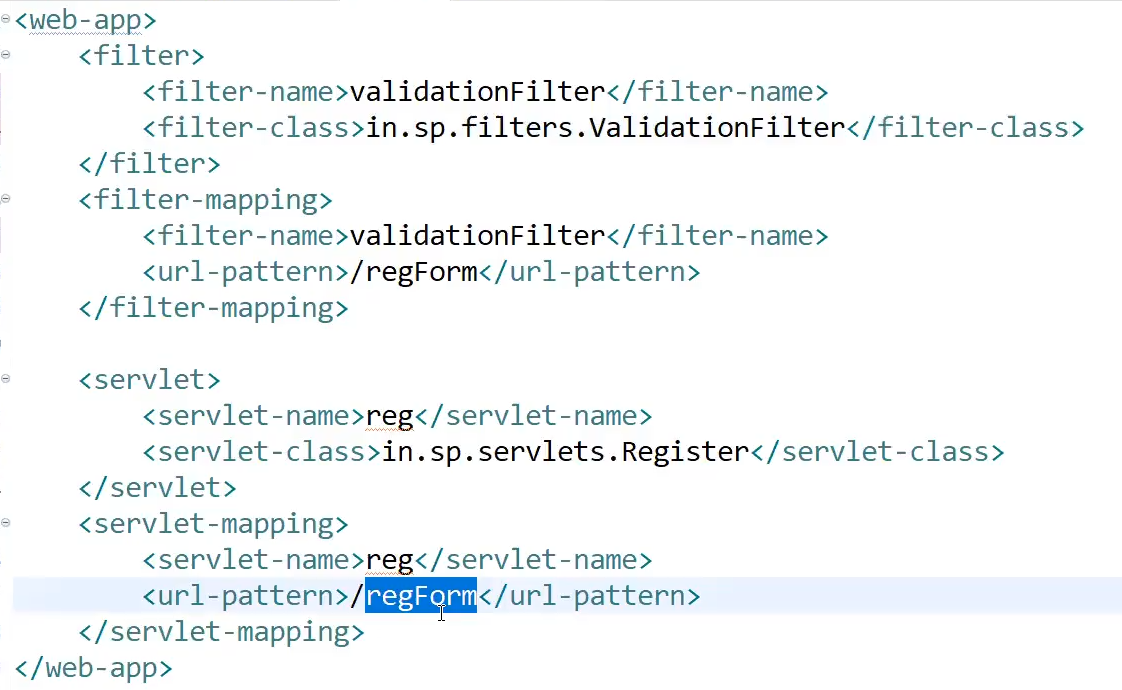 <web-app>
<filter>
<filter-name>validationFilter</filter-name>
<filter-class>in.sp.filters.ValidationFilter</filter-class>
</filter>
<filter-mapping>
<filter-name>validationFilter</filter-name>
<url-pattern>/regForm</url-pattern>
</filter-mapping>
<servlet>
<servlet-name>reg</servlet-name>
<servlet-class>in.sp.servlets.Register</servlet-class>
</servlet>
<servlet-mapping>
<servlet-name>reg</servlet-name>
<url-pattern>/regForm</url-pattern>
</servlet-mapping>
</web-app>